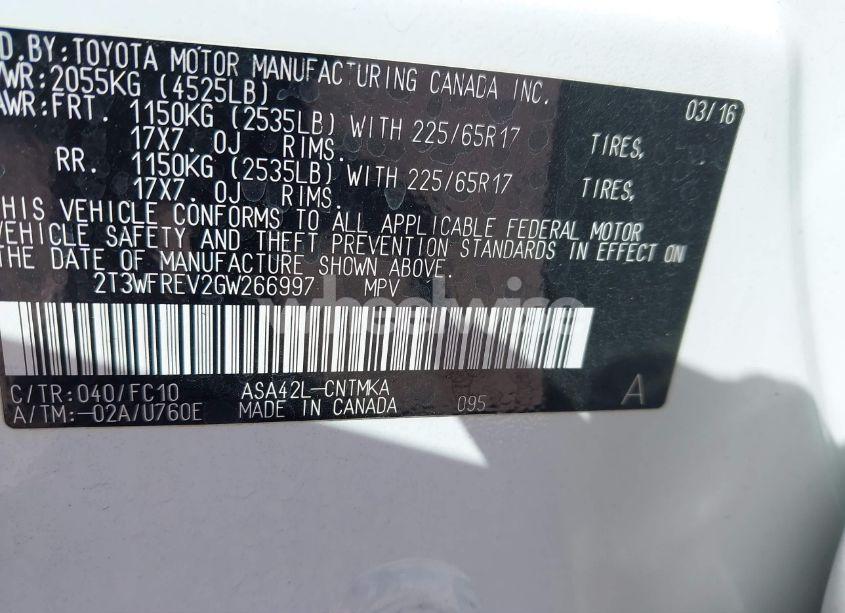 D.BY:TOYOTA MOTOR MANUFACTURING CANADA INC.
VWR:2055KG (4525LB) 03/16
AWR:FRT. 1150KG (2535LB) WITH 225/65R17 TIRES,
17X7.0J RIMS.
RR. 1150KG (2535LB) WITH 225/65R17 TIRES,
17X7.0J RIMS.
HIS VEHICLE CONFORMS TO ALL APPLICABLE FEDERAL MOTOR
VEHICLE SAFETY AND THEFT PREVENTION STANDARDS IN EFFECT ON
THE DATE OF MANUFACTURE SHOWN ABOVE.
2T3WFREV2GW266997 MPV
wheelwise
C/TR:040/FC10 ASA42L-CNTMKA
A/TM:-02A/U760E MADE IN CANADA 095 A